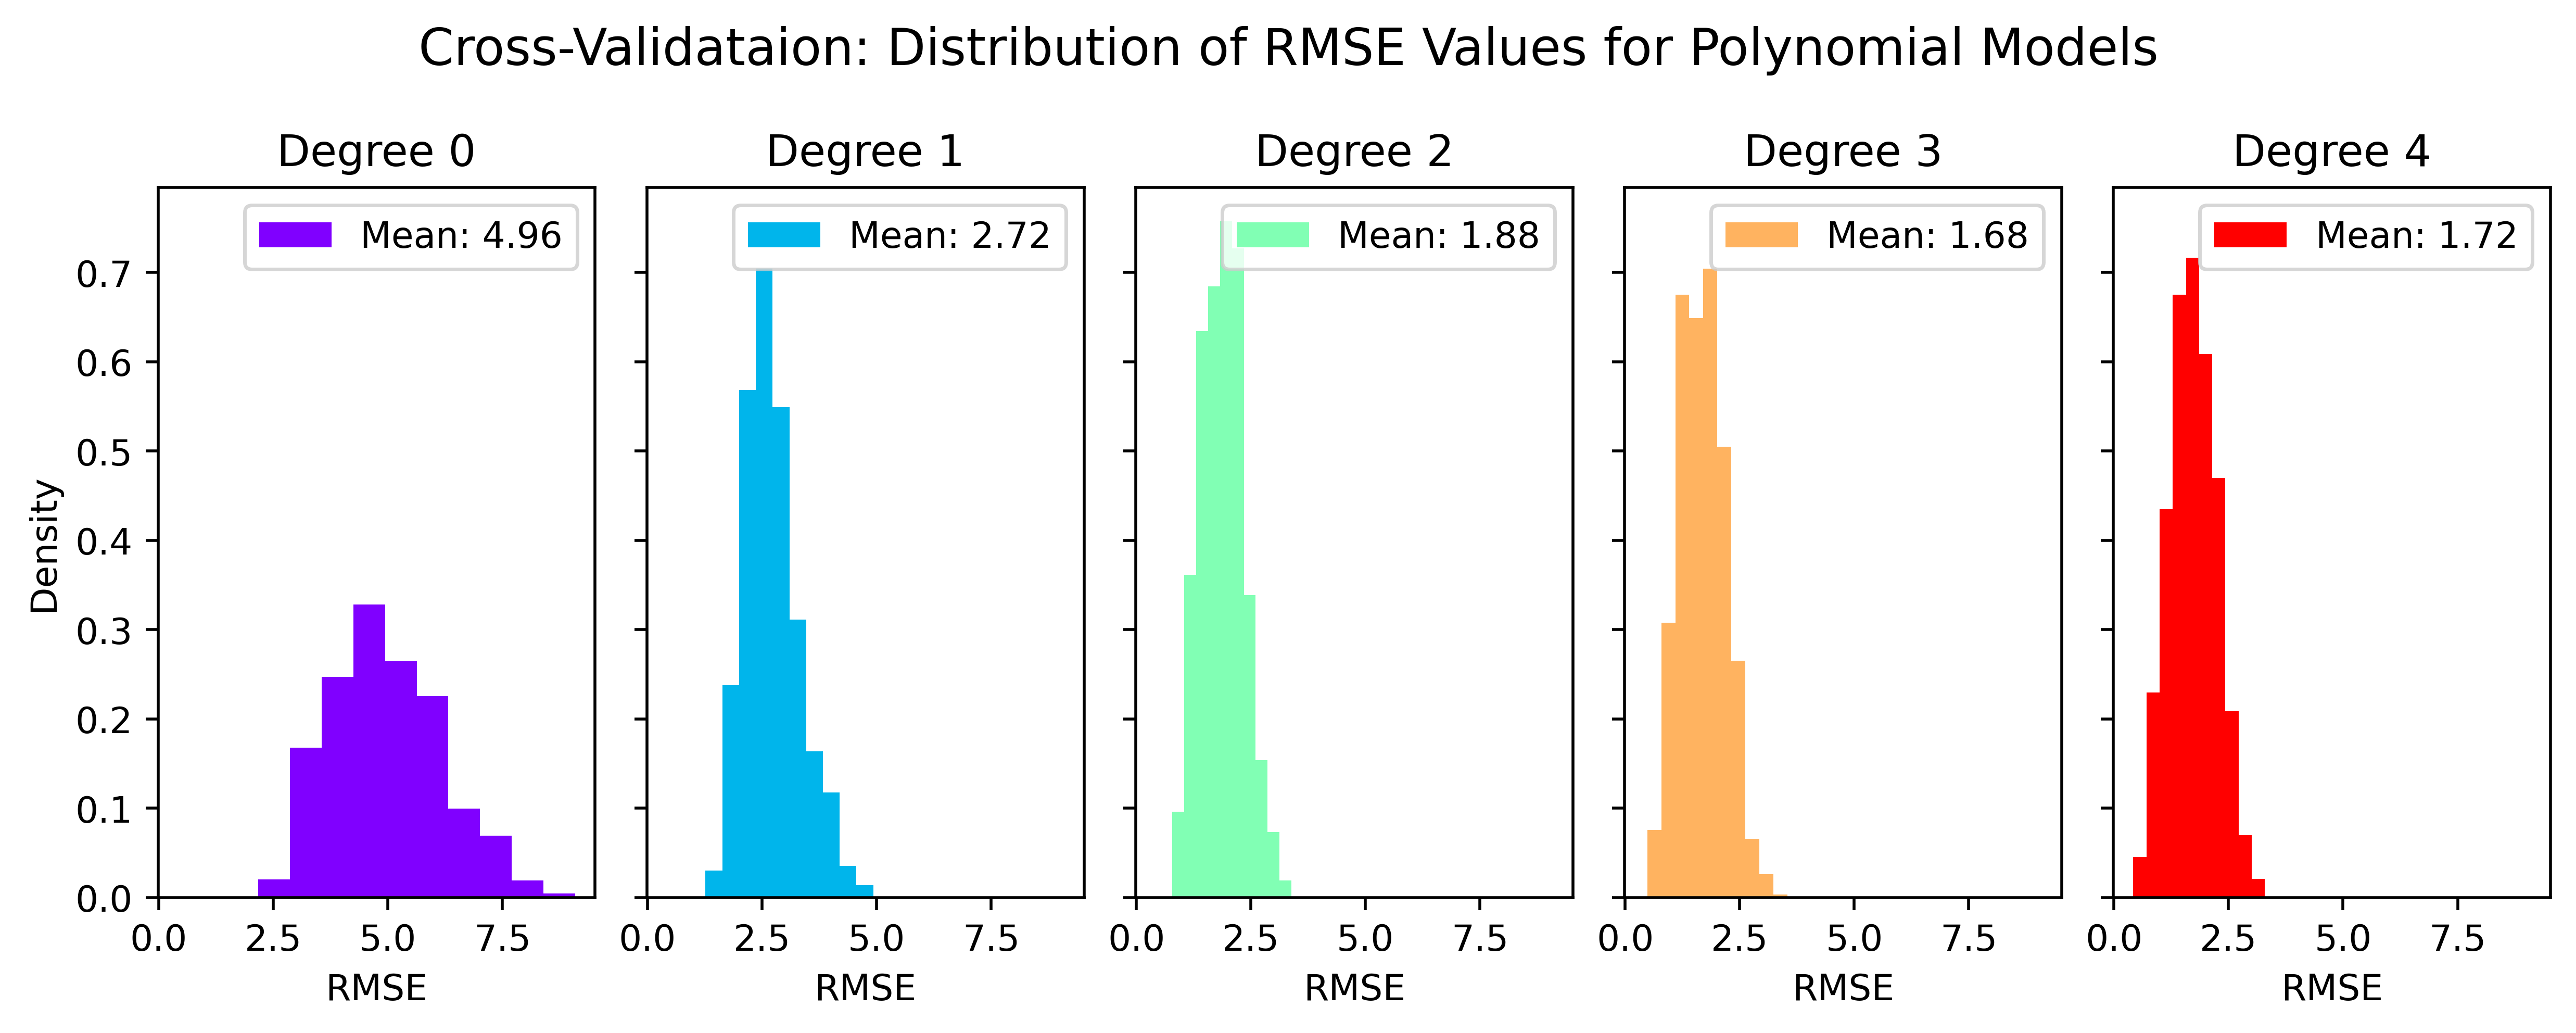 Cross-Validataion: Distribution of RMSE Values for Polynomial Models
Degree 0 Degree 1 Degree 2 Degree 3 Degree 4
Mean: 4.96 Mean: 2.72 Mean: 1.88 Mean: 1.68 Mean: 1.72
0.7
0.6
0.5
0.4
Density
0.3
0.2
0.1
0.0
0.0 2.5 5.0 7.5 0.0 2.5 5.0 7.5 0.0 2.5 5.0 7.5 0.0 2.5 5.0 7.5 0.0 2.5 5.0 7.5
RMSE RMSE RMSE RMSE RMSE